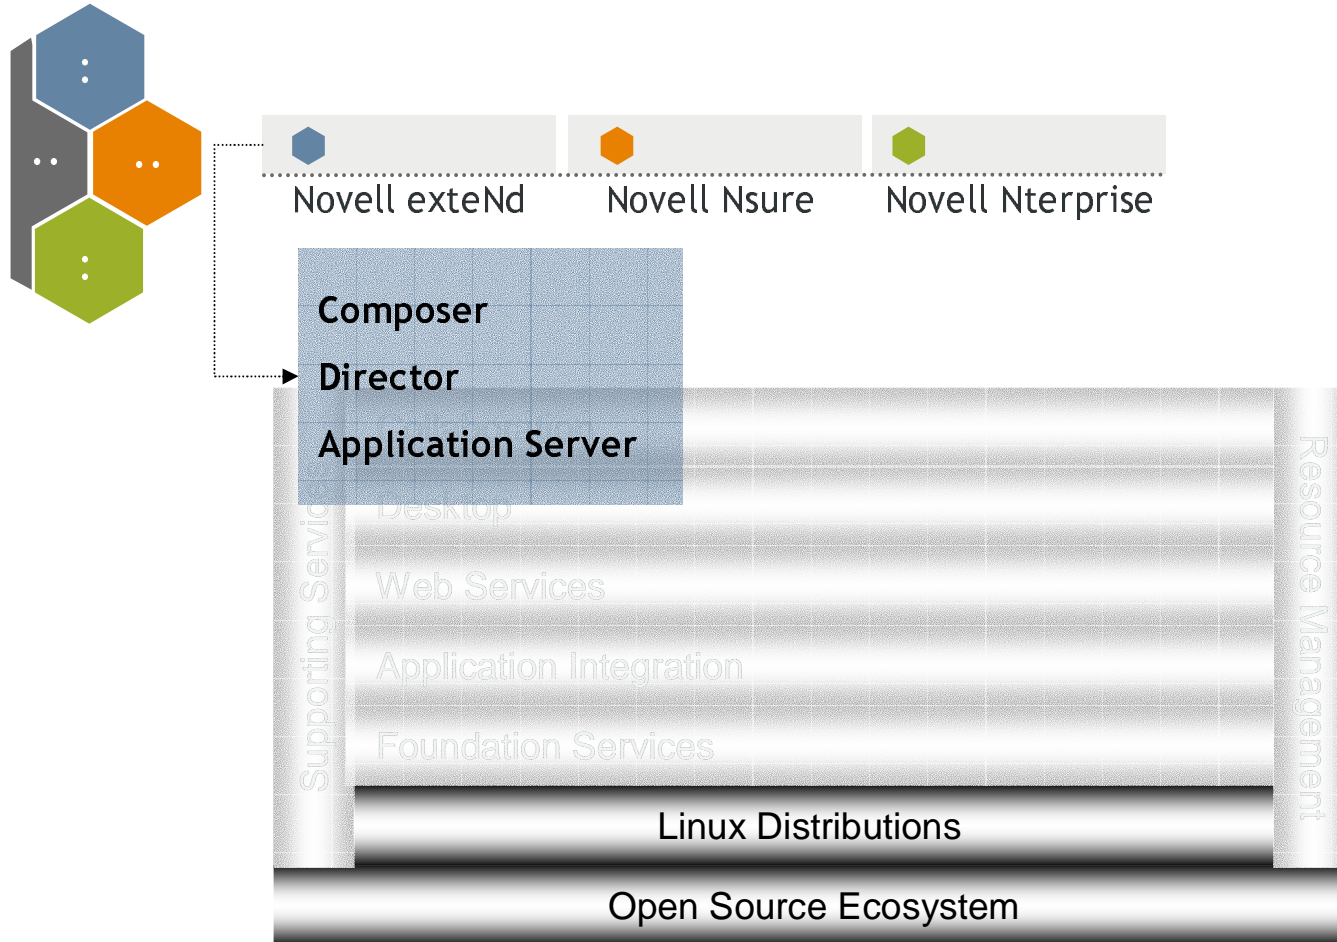 Novell exteNd
Novell Nsure
Novell Nterprise
Composer
Director
Application Server
Desktop
Web Services
Application Integration
Foundation Services
Supporting
Resource Management
Linux Distributions
Open Source Ecosystem